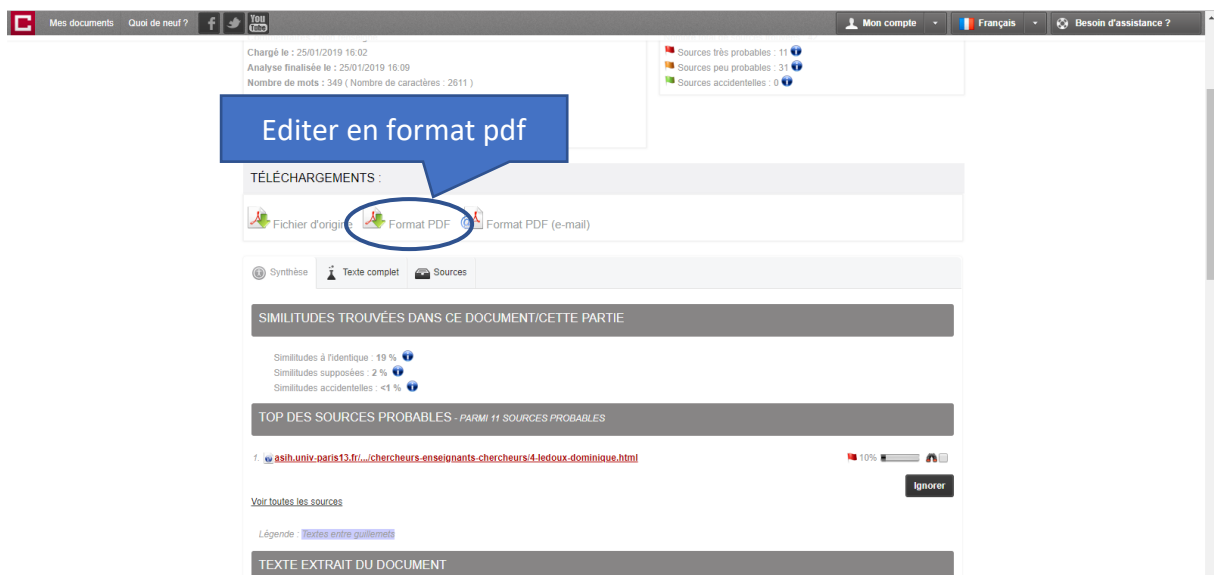 Mes documents Quoi de neuf ? You Tube Mon compte Français Besoin d'assistance ?
Chargé le : 25/01/2019 16:02
Analyse finalisée le : 25/01/2019 16:09
Nombre de mots : 349 ( Nombre de caractères : 2611 )
Sources très probables : 11
Sources peu probables : 31
Sources accidentelles : 0
Editer en format pdf
TÉLÉCHARGEMENTS :
Fichier d'origine Format PDF @ Format PDF (e-mail)
Synthèse Texte complet Sources
SIMILITUDES TROUVÉES DANS CE DOCUMENT/CETTE PARTIE
Similitudes à l'identique : 19 %
Similitudes supposées : 2 %
Similitudes accidentelles : <1 %
TOP DES SOURCES PROBABLES - PARMI 11 SOURCES PROBABLES
1. asih.univ-paris13.fr/.../chercheurs-enseignants-chercheurs/4-ledoux-dominique.html 10%
Ignorer
Voir toutes les sources
Légende : Textes entre guillemets
TEXTE EXTRAIT DU DOCUMENT